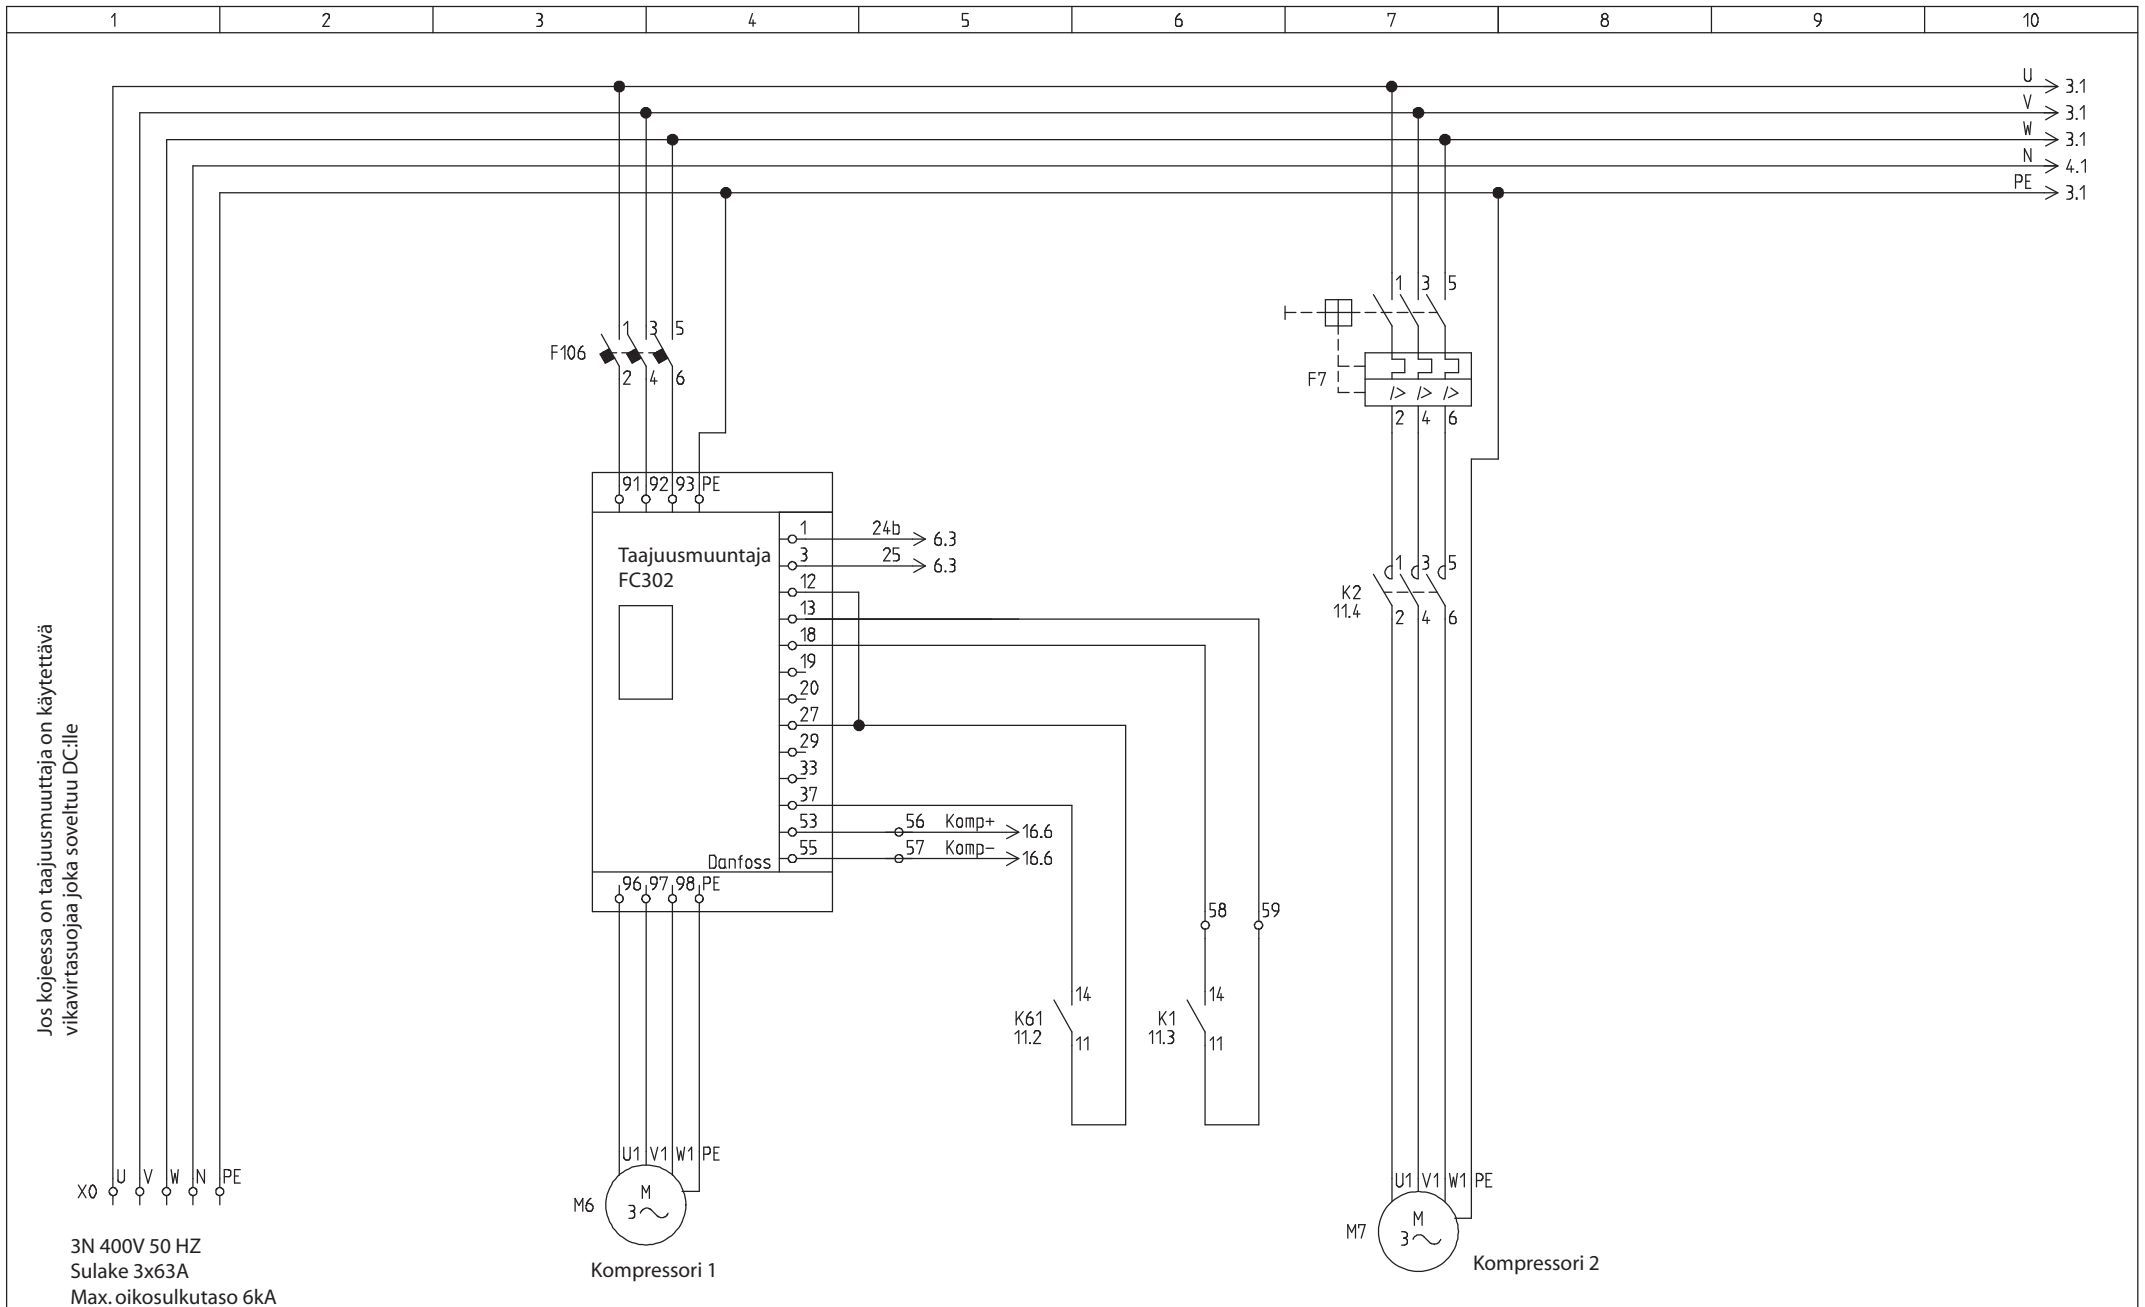 1 2 3 4 5 6 7 8 9 10
U 3.1
V 3.1
W 3.1
N 4.1
PE 3.1
1 3 5
F106
2 4 6
1 3 5
F7
I> I> I>
2 4 6
91 92 93 PE
Taajuusmuuntaja
FC302
1 24b 6.3
3 25 6.3
12
13
18
19
20
27
29
33
37
53 56 Komp+ 16.6
55 57 Komp- 16.6
Danfoss
96 97 98 PE
1 3 5
K2
11.4
2 4 6
58 59
14
K61
11.2
11
14
K1
11.3
11
Jos kojeessa on taajuusmuuttaja on käytettävä
vikavirtasuojaa joka soveltuu DC:lle
X0 U V W N PE
3N 400V 50 HZ
Sulake 3x63A
Max. oikosulkutaso 6kA
U1 V1 W1 PE
M6
M
3
Kompressori 1
U1 V1 W1 PE
M7
M
3
Kompressori 2